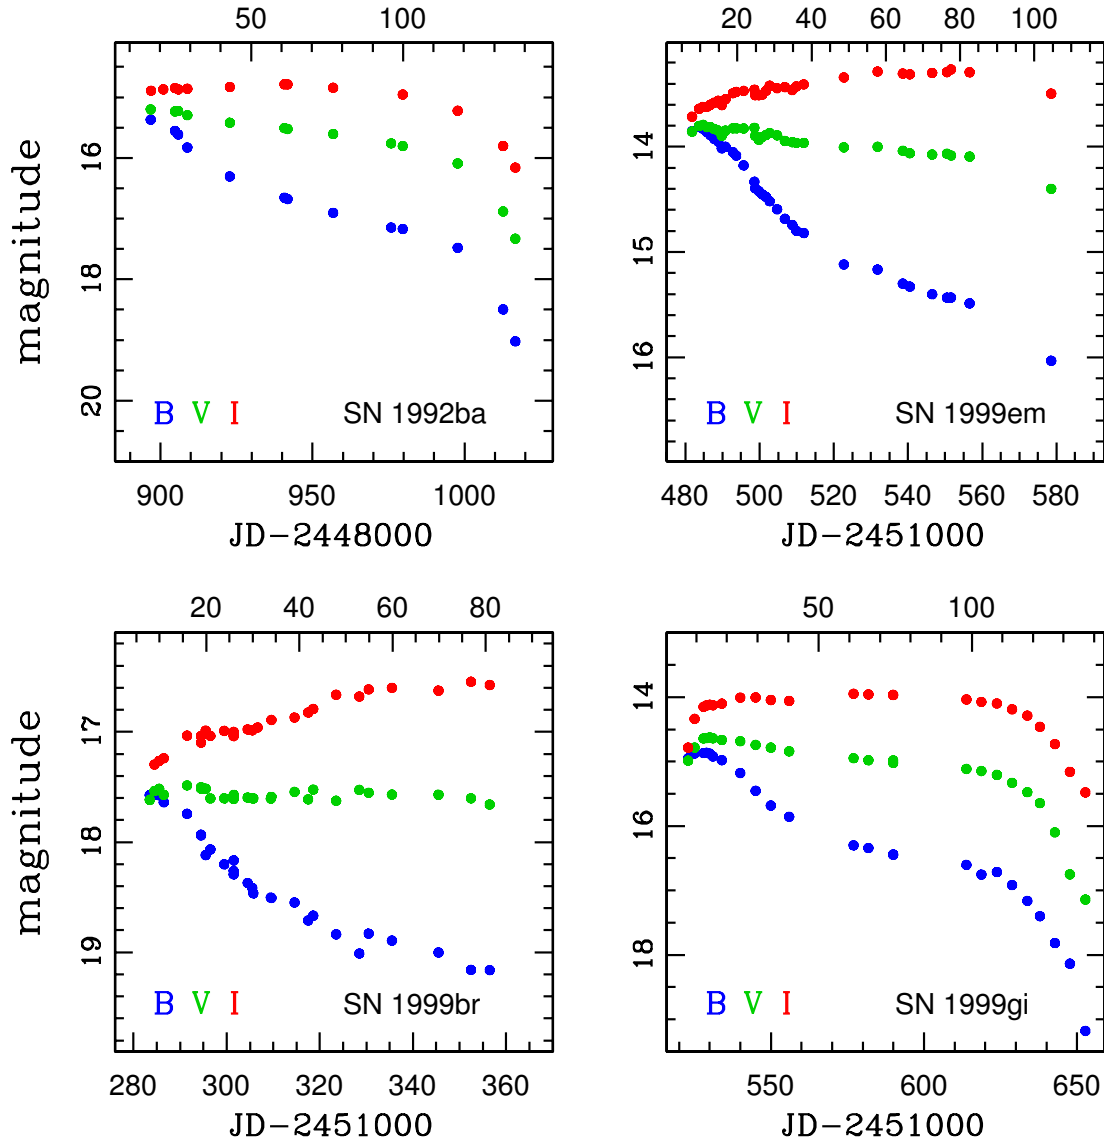 50 100
20 40 60 80 100
magnitude
16
18
20
14
15
16
B V I SN 1992ba
B V I SN 1999em
900 950 1000
480 500 520 540 560 580
JD-2448000
JD-2451000
20 40 60 80
50 100
magnitude
17
18
19
14
16
18
B V I SN 1999br
B V I SN 1999gi
280 300 320 340 360
550 600 650
JD-2451000
JD-2451000